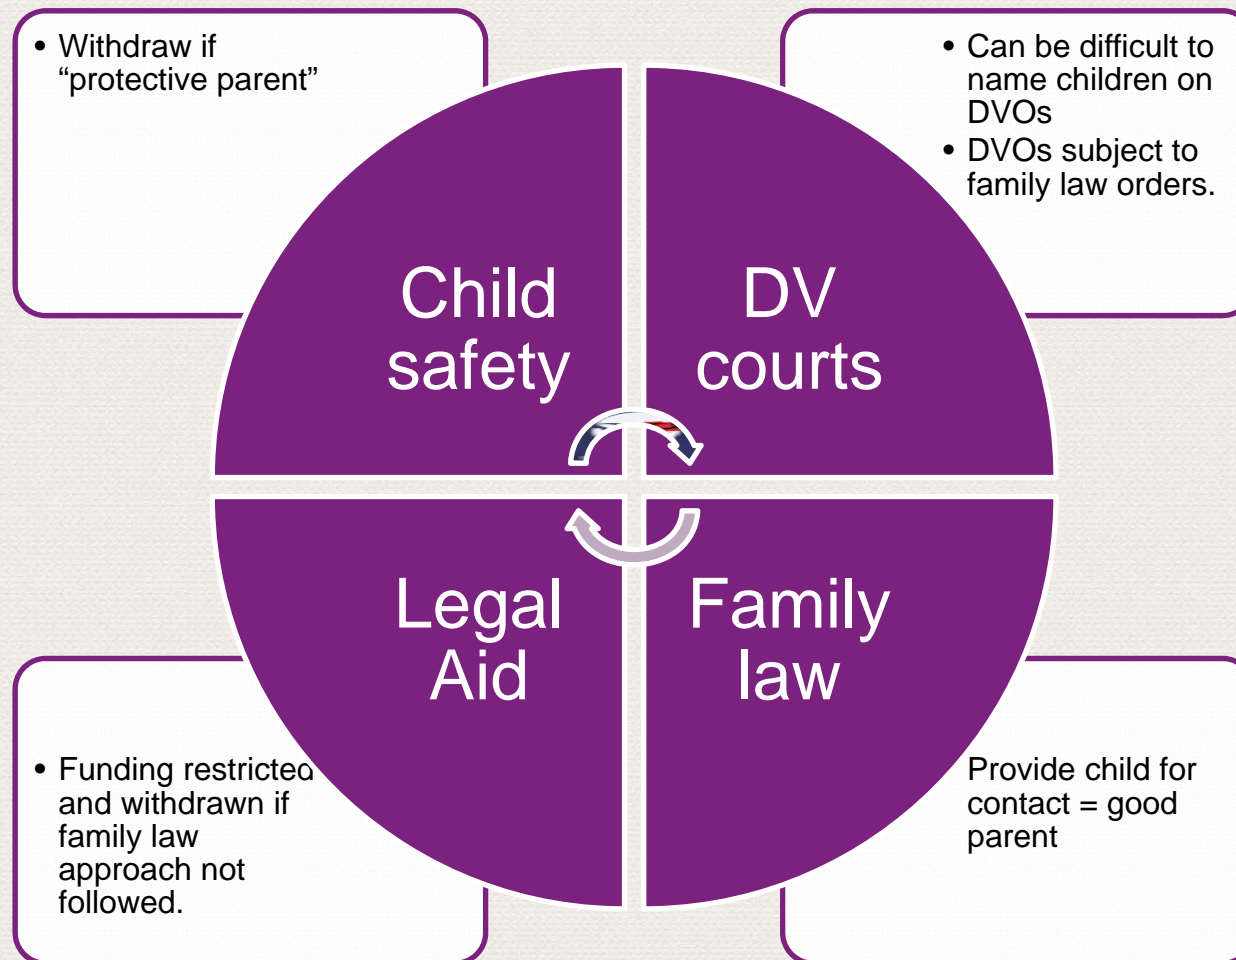 • Withdraw if
“protective parent”
• Can be difficult to
name children on
DVOs
• DVOs subject to
family law orders.
Child
safety
DV
courts
Legal
Aid
Family
law
• Funding restricted
and withdrawn if
family law
approach not
followed.
Provide child for
contact = good
parent